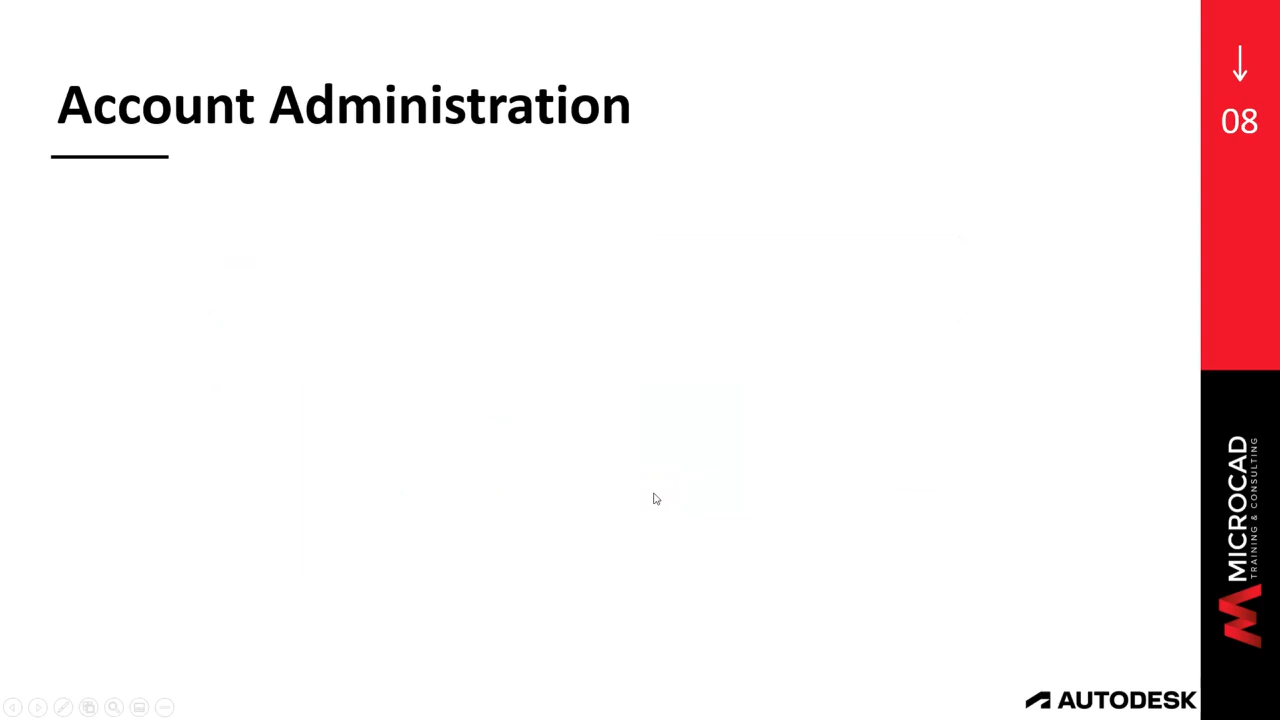 Account Administration
08
MICROCAD
TRAINING & CONSULTING
AUTODESK